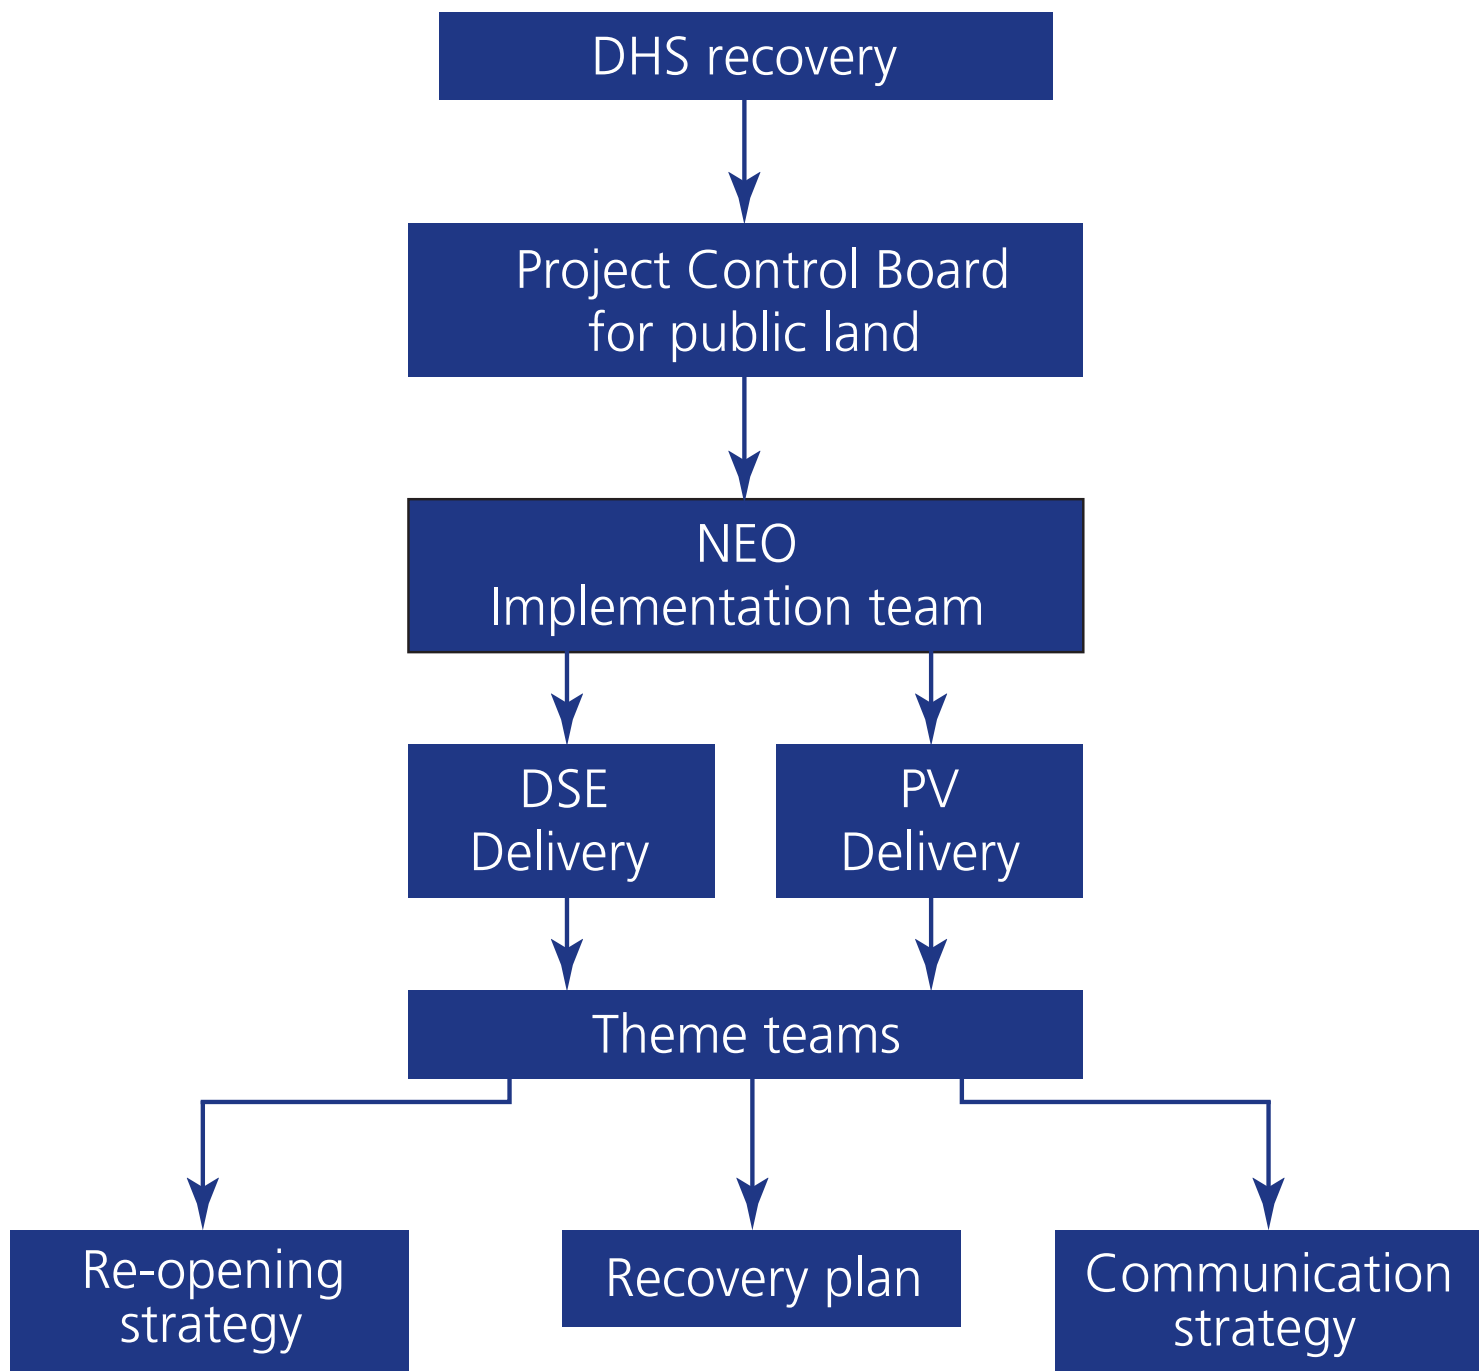 DHS recovery
Project Control Board
for public land
NEO
Implementation team
DSE
Delivery
PV
Delivery
Theme teams
Re-opening
strategy
Recovery plan
Communication
strategy